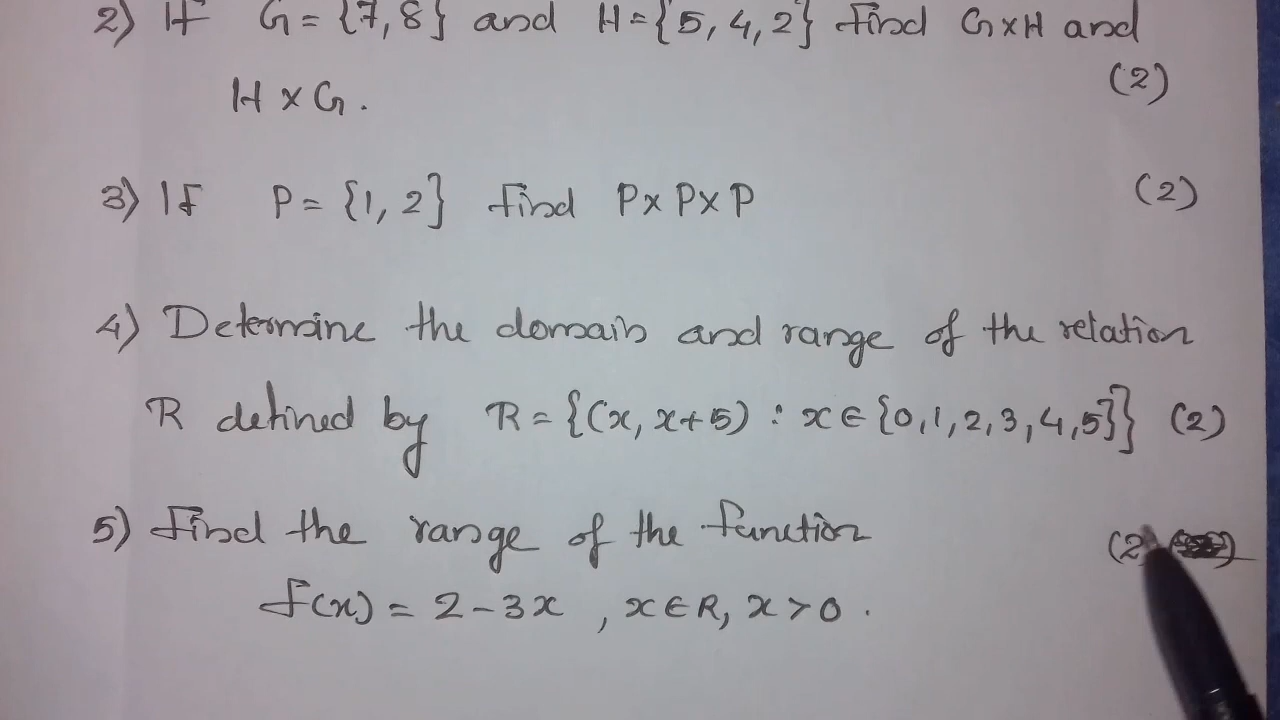 2) If G = {7, 8} and H = {5, 4, 2} find G x H and
H x G. (2)
3) If P = {1, 2} find P x P x P (2)
4) Determine the domain and range of the relation
R defined by R = {(x, x+5) : x ∈ {0, 1, 2, 3, 4, 5}} (2)
5) Find the range of the function (2)
f(x) = 2 - 3x , x ∈ R, x > 0 .